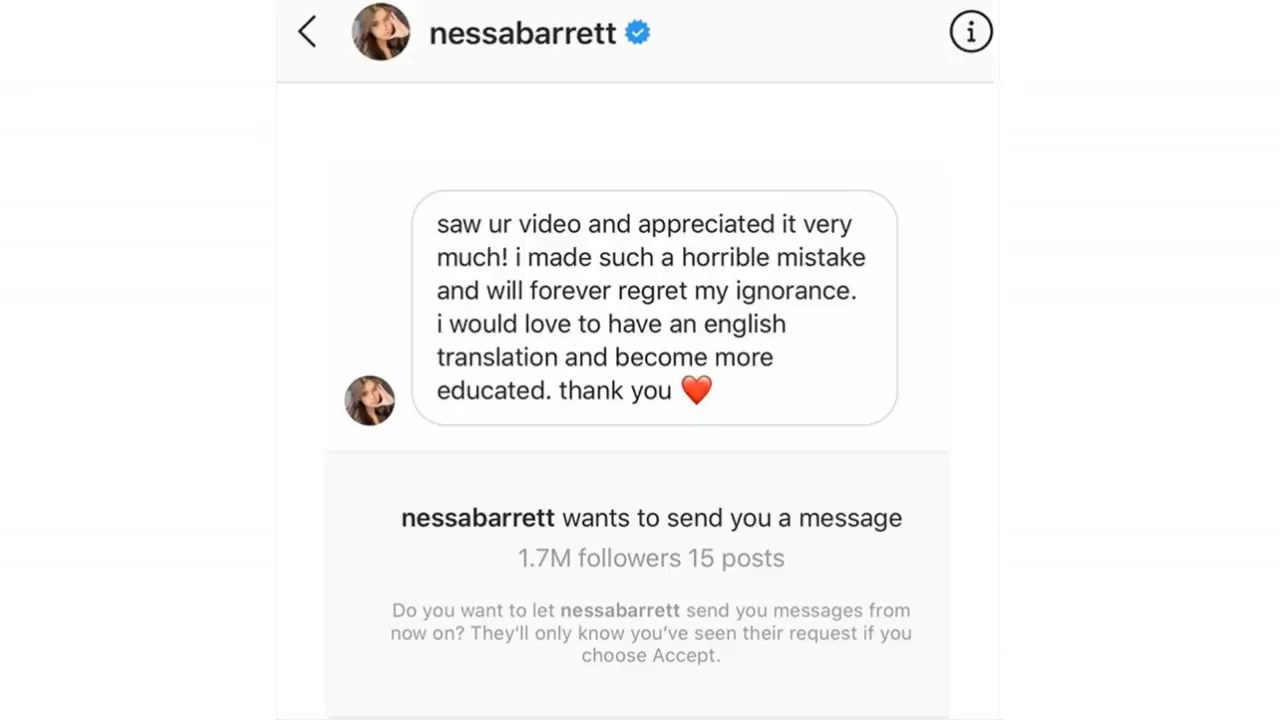 nessabarrett
saw ur video and appreciated it very
much! i made such a horrible mistake
and will forever regret my ignorance.
i would love to have an english
translation and become more
educated. thank you ❤️
nessabarrett wants to send you a message
1.7M followers 15 posts
Do you want to let nessabarrett send you messages from
now on? They'll only know you've seen their request if you
choose Accept.